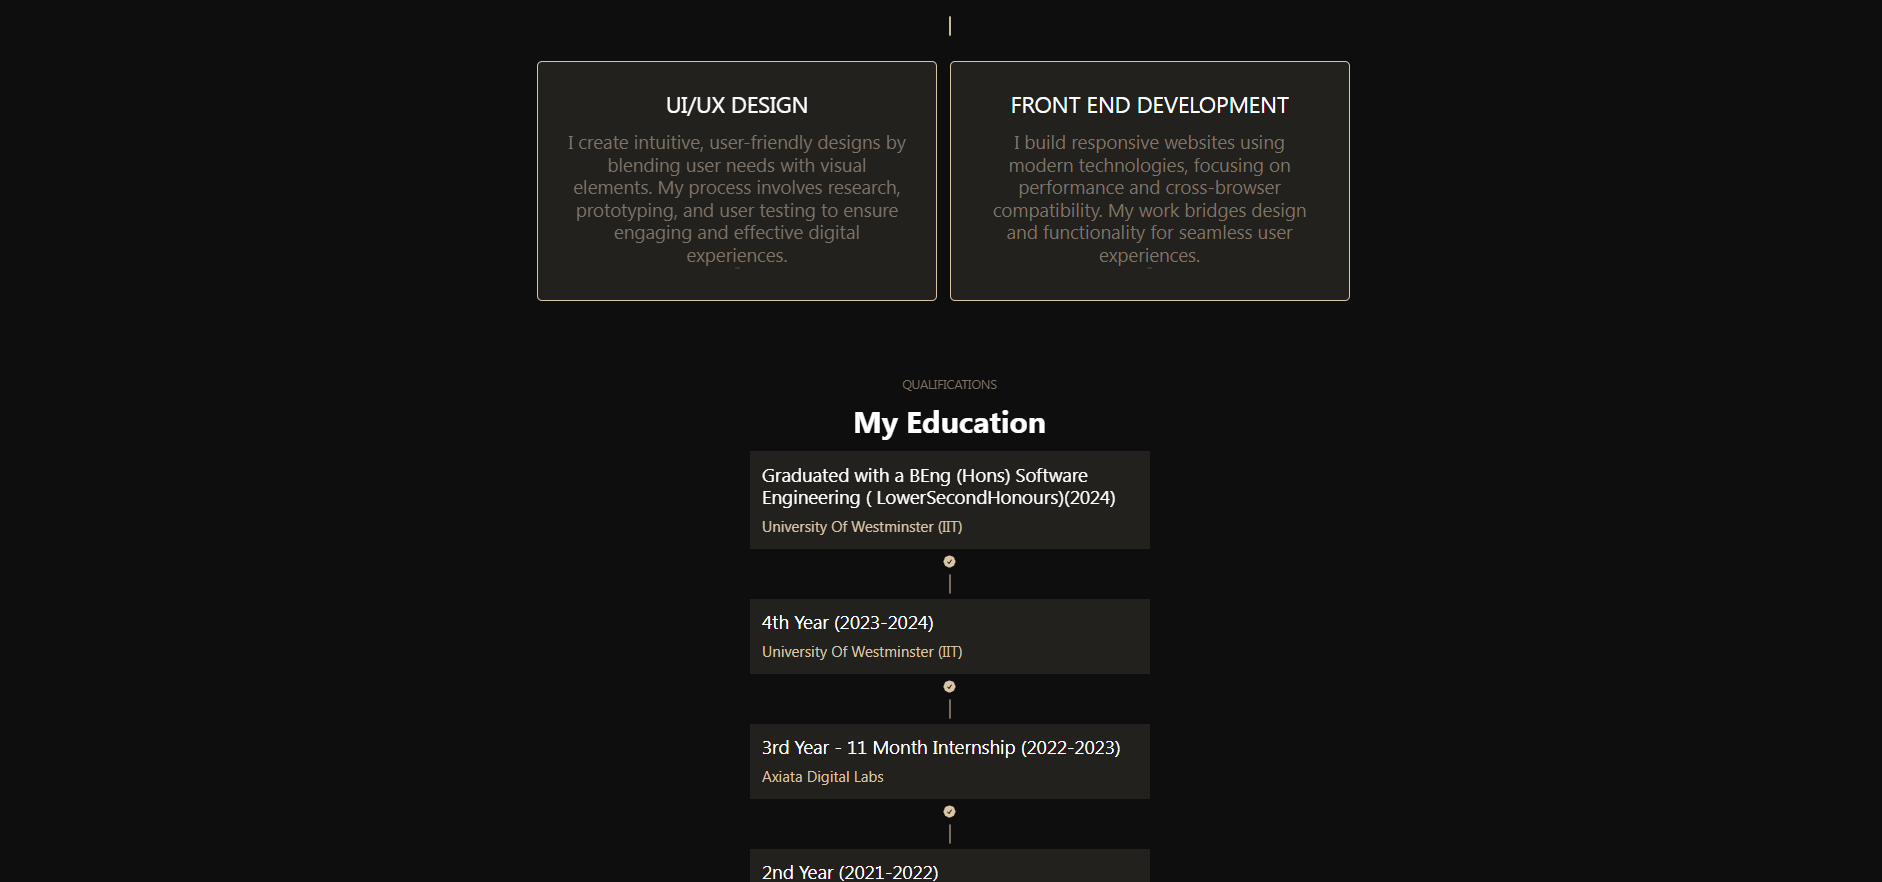 UI/UX DESIGN
I create intuitive, user-friendly designs by
blending user needs with visual
elements. My process involves research,
prototyping, and user testing to ensure
engaging and effective digital
experiences.
FRONT END DEVELOPMENT
I build responsive websites using
modern technologies, focusing on
performance and cross-browser
compatibility. My work bridges design
and functionality for seamless user
experiences.
QUALIFICATIONS
My Education
Graduated with a BEng (Hons) Software
Engineering ( LowerSecondHonours)(2024)
University Of Westminster (IIT)
4th Year (2023-2024)
University Of Westminster (IIT)
3rd Year - 11 Month Internship (2022-2023)
Axiata Digital Labs
2nd Year (2021-2022)